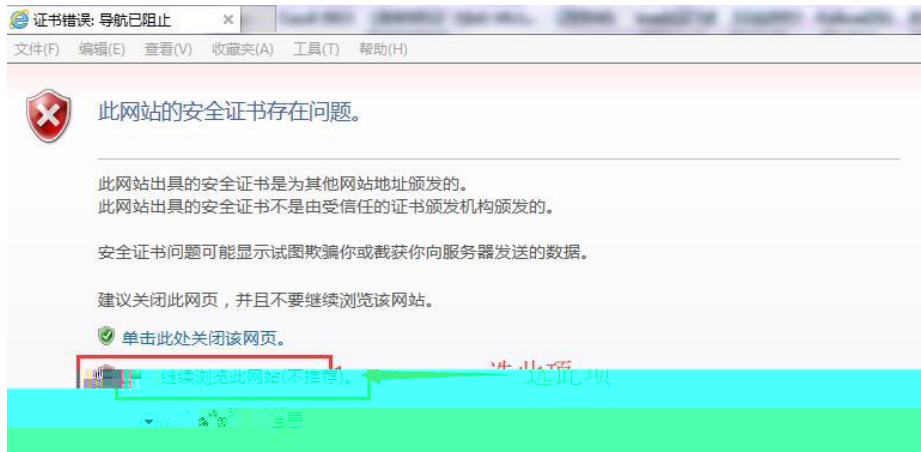 证书错误: 导航已阻止
文件(F) 编辑(E) 查看(V) 收藏夹(A) 工具(T) 帮助(H)
此网站的安全证书存在问题。
此网站出具的安全证书是为其他网站地址颁发的。
此网站出具的安全证书不是由受信任的证书颁发机构颁发的。
安全证书问题可能显示试图欺骗你或截获你向服务器发送的数据。
建议关闭此网页，并且不要继续浏览该网站。
单击此处关闭该网页。
继续浏览此网站(不推荐)。 选此项
信息